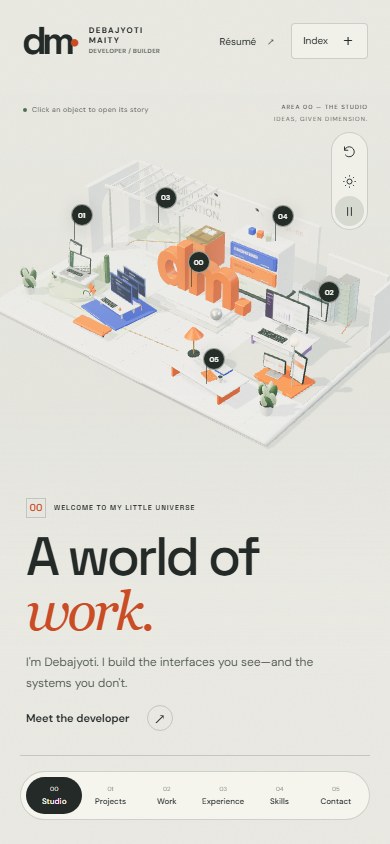 dm
DEBAJYOTI
MAITY
DEVELOPER / BUILDER
Résumé ↗
Index +
Click an object to open its story
AREA 00 — THE STUDIO
IDEAS, GIVEN DIMENSION.
03
01
04
00
dm.
02
05
00 WELCOME TO MY LITTLE UNIVERSE
A world of
work.
I'm Debajyoti. I build the interfaces you see—and the
systems you don't.
Meet the developer ↗
00 Studio
01 Projects
02 Work
03 Experience
04 Skills
05 Contact